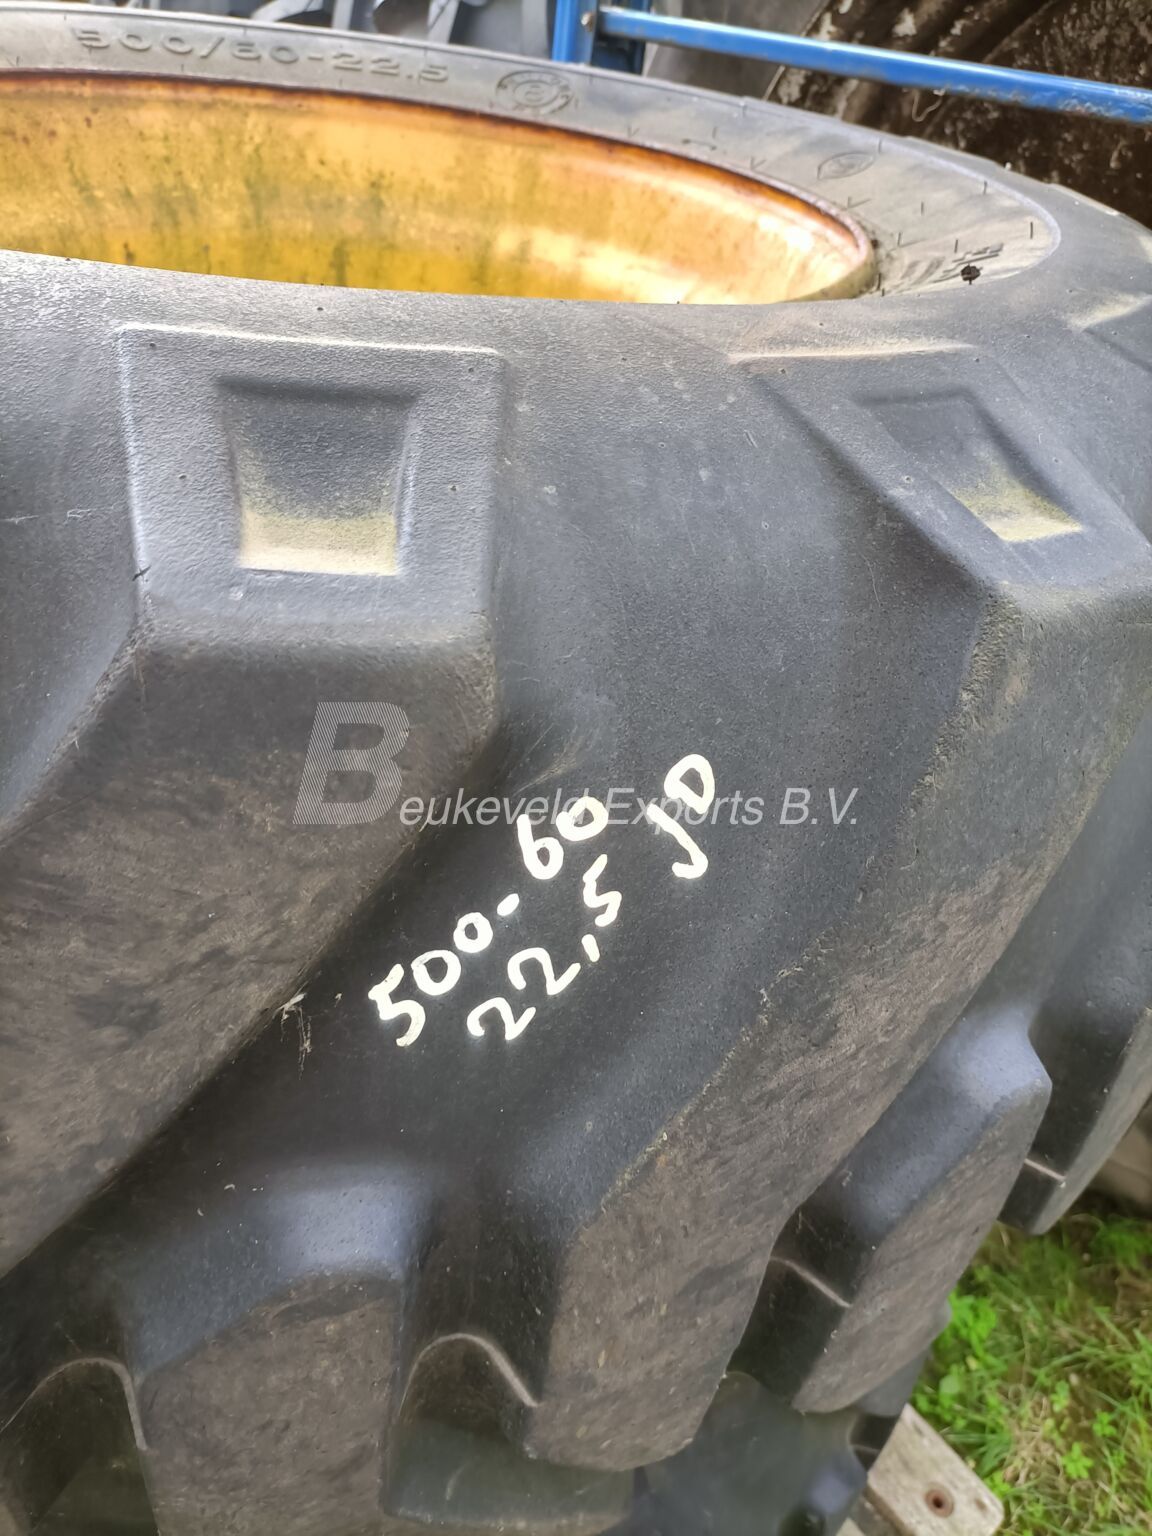 500/60-22.5
Beukeveld Exports B.V.
500-60 JD
22,5